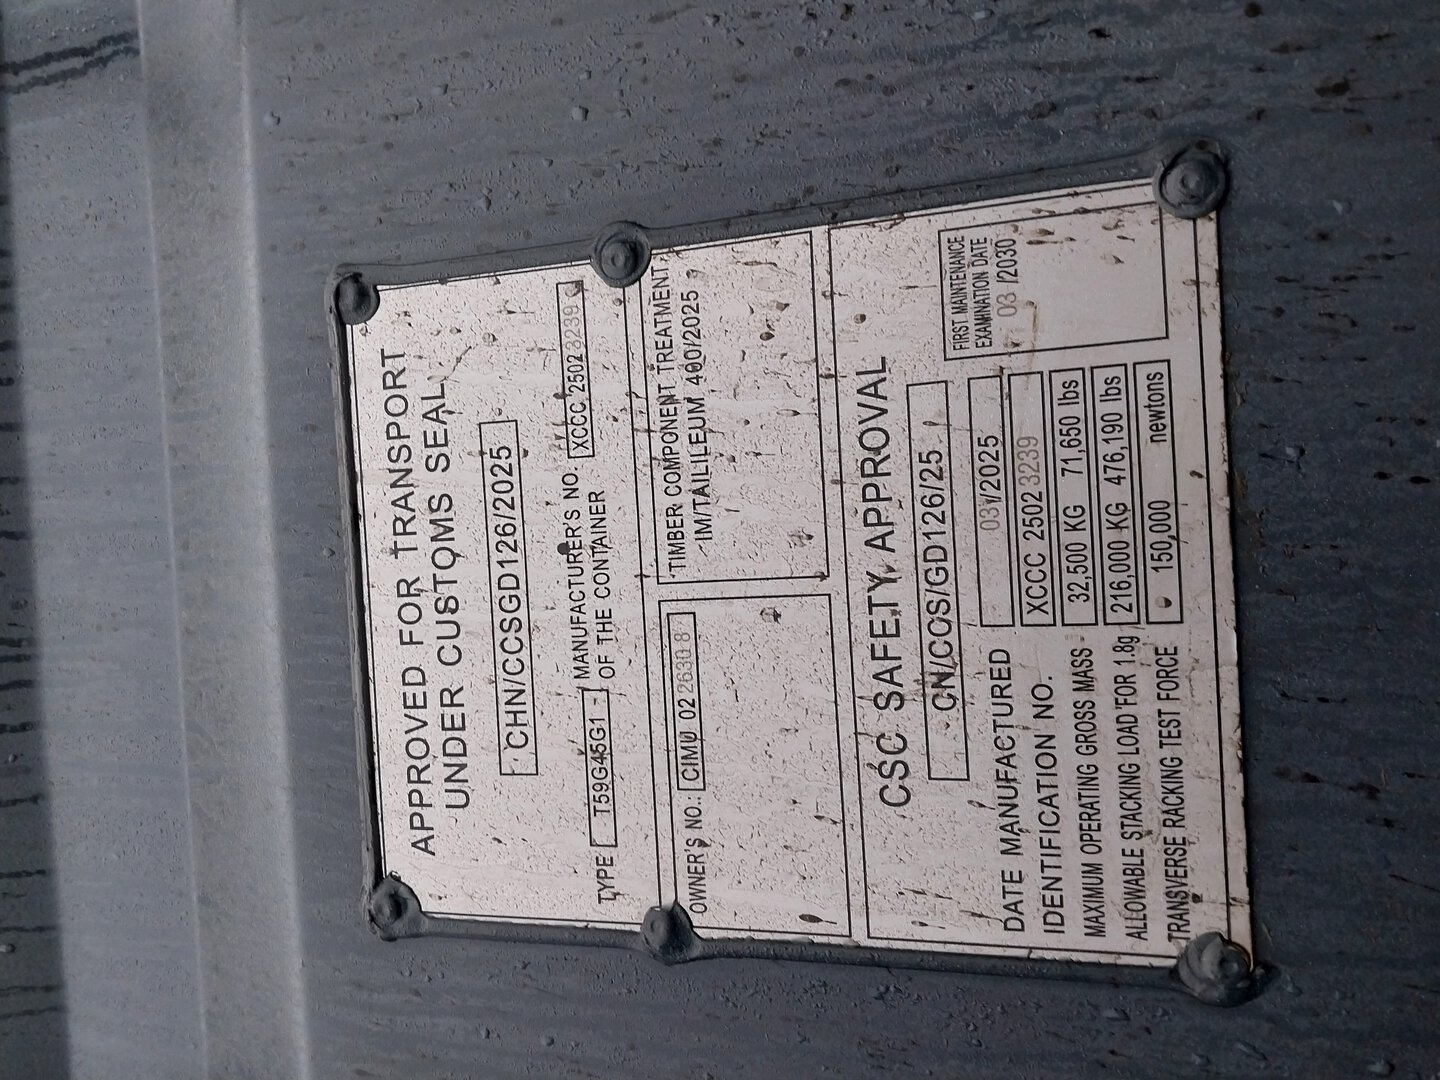 APPROVED FOR TRANSPORT
UNDER CUSTOMS SEAL
CHN/CCSGD126/2025
TYPE T59G45G1 MANUFACTURER'S NO. XCCC 2502 3239
OF THE CONTAINER
OWNER'S NO.: CIMU 02 2630 8
TIMBER COMPONENT TREATMENT
IM/TAILILEUM 400/2025
CSC SAFETY APPROVAL
CN/CCS/GD126/25
DATE MANUFACTURED 03/2025
IDENTIFICATION NO. XCCC 2502 3239
MAXIMUM OPERATING GROSS MASS 32,500 KG 71,650 lbs
ALLOWABLE STACKING LOAD FOR 1.8g 216,000 KG 476,190 lbs
TRANSVERSE RACKING TEST FORCE 150,000 newtons
FIRST MAINTENANCE
EXAMINATION DATE
03 /2030